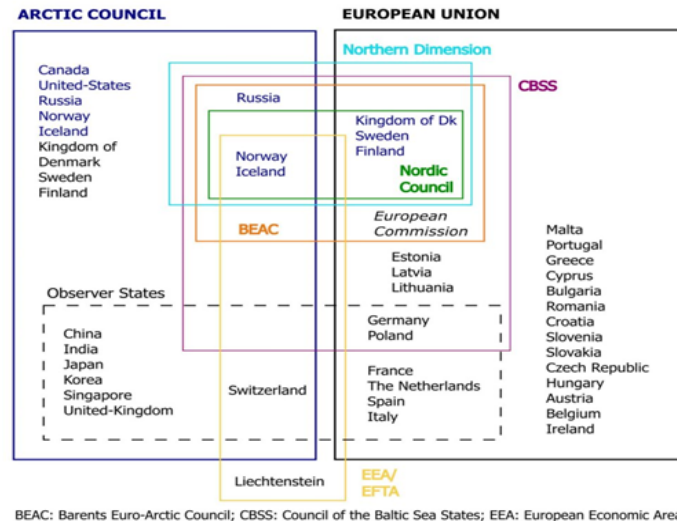 ARCTIC COUNCIL
EUROPEAN UNION
Northern Dimension
CBSS
Canada
United-States
Russia
Norway
Iceland
Kingdom of
Denmark
Sweden
Finland
Russia
Kingdom of Dk
Sweden
Finland
Norway
Iceland
Nordic
Council
BEAC
European
Commission
Estonia
Latvia
Lithuania
Malta
Portugal
Greece
Cyprus
Bulgaria
Romania
Croatia
Slovenia
Slovakia
Czech Republic
Hungary
Austria
Belgium
Ireland
Observer States
China
India
Japan
Korea
Singapore
United-Kingdom
Germany
Poland
Switzerland
France
The Netherlands
Spain
Italy
Liechtenstein
EEA/
EFTA
BEAC: Barents Euro-Arctic Council; CBSS: Council of the Baltic Sea States; EEA: European Economic Area